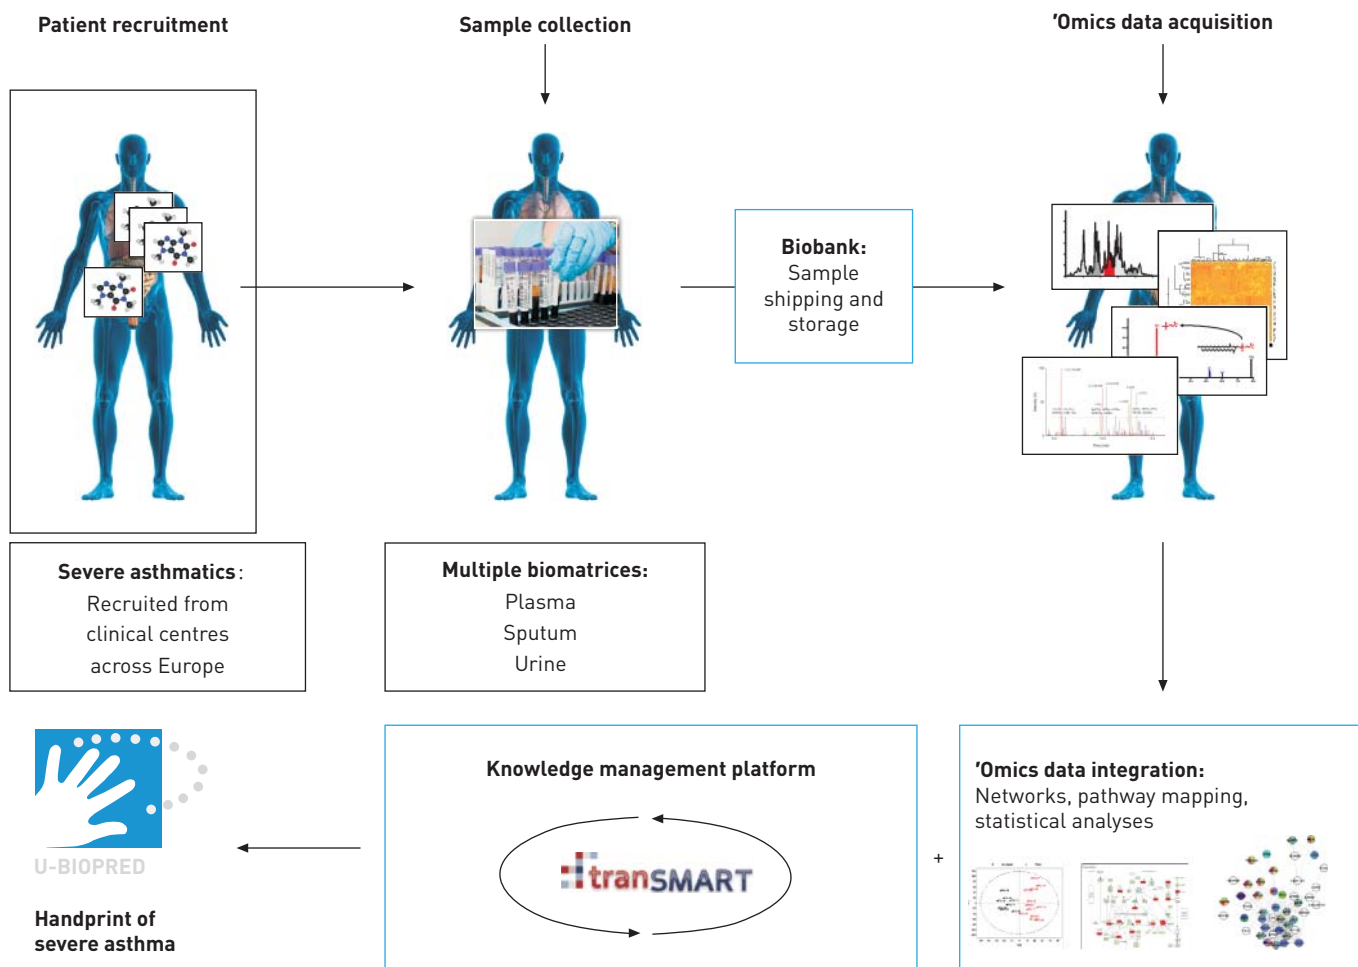 Patient recruitment
Sample collection
'Omics data acquisition
Biobank:
Sample
shipping and
storage
Severe asthmatics:
Recruited from
clinical centres
across Europe
Multiple biomatrices:
Plasma
Sputum
Urine
U-BIOPRED
Handprint of
severe asthma
Knowledge management platform
tranSMART
+
'Omics data integration:
Networks, pathway mapping,
statistical analyses